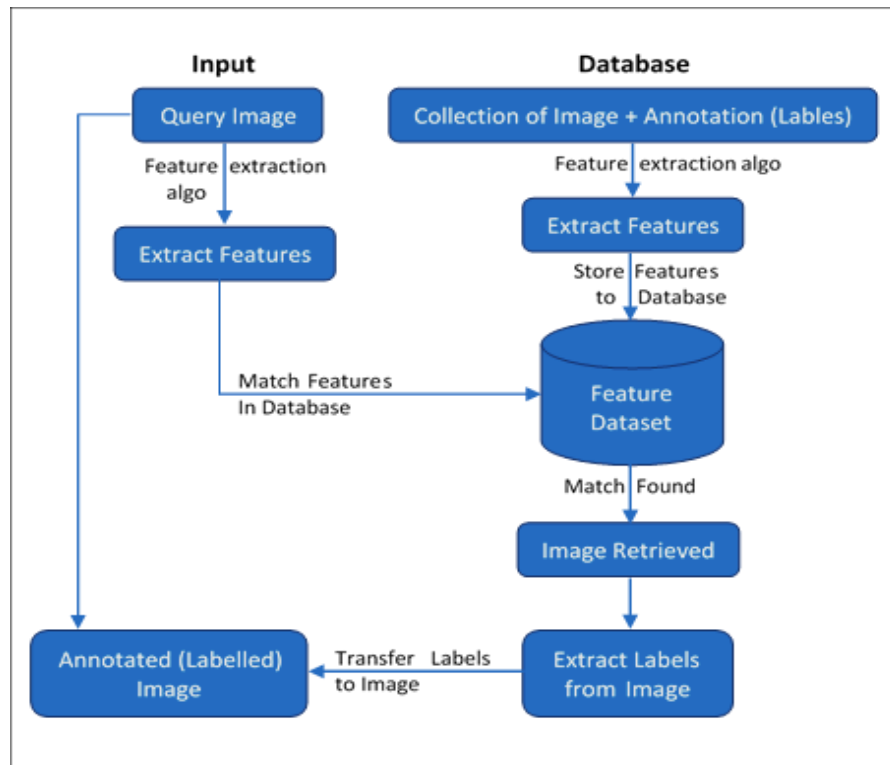 Input
Database
Query Image
Collection of Image + Annotation (Lables)
Feature extraction
algo
Feature extraction algo
Extract Features
Extract Features
Store Features
to Database
Match Features
In Database
Feature
Dataset
Match Found
Image Retrieved
Annotated (Labelled)
Image
Transfer Labels
to Image
Extract Labels
from Image